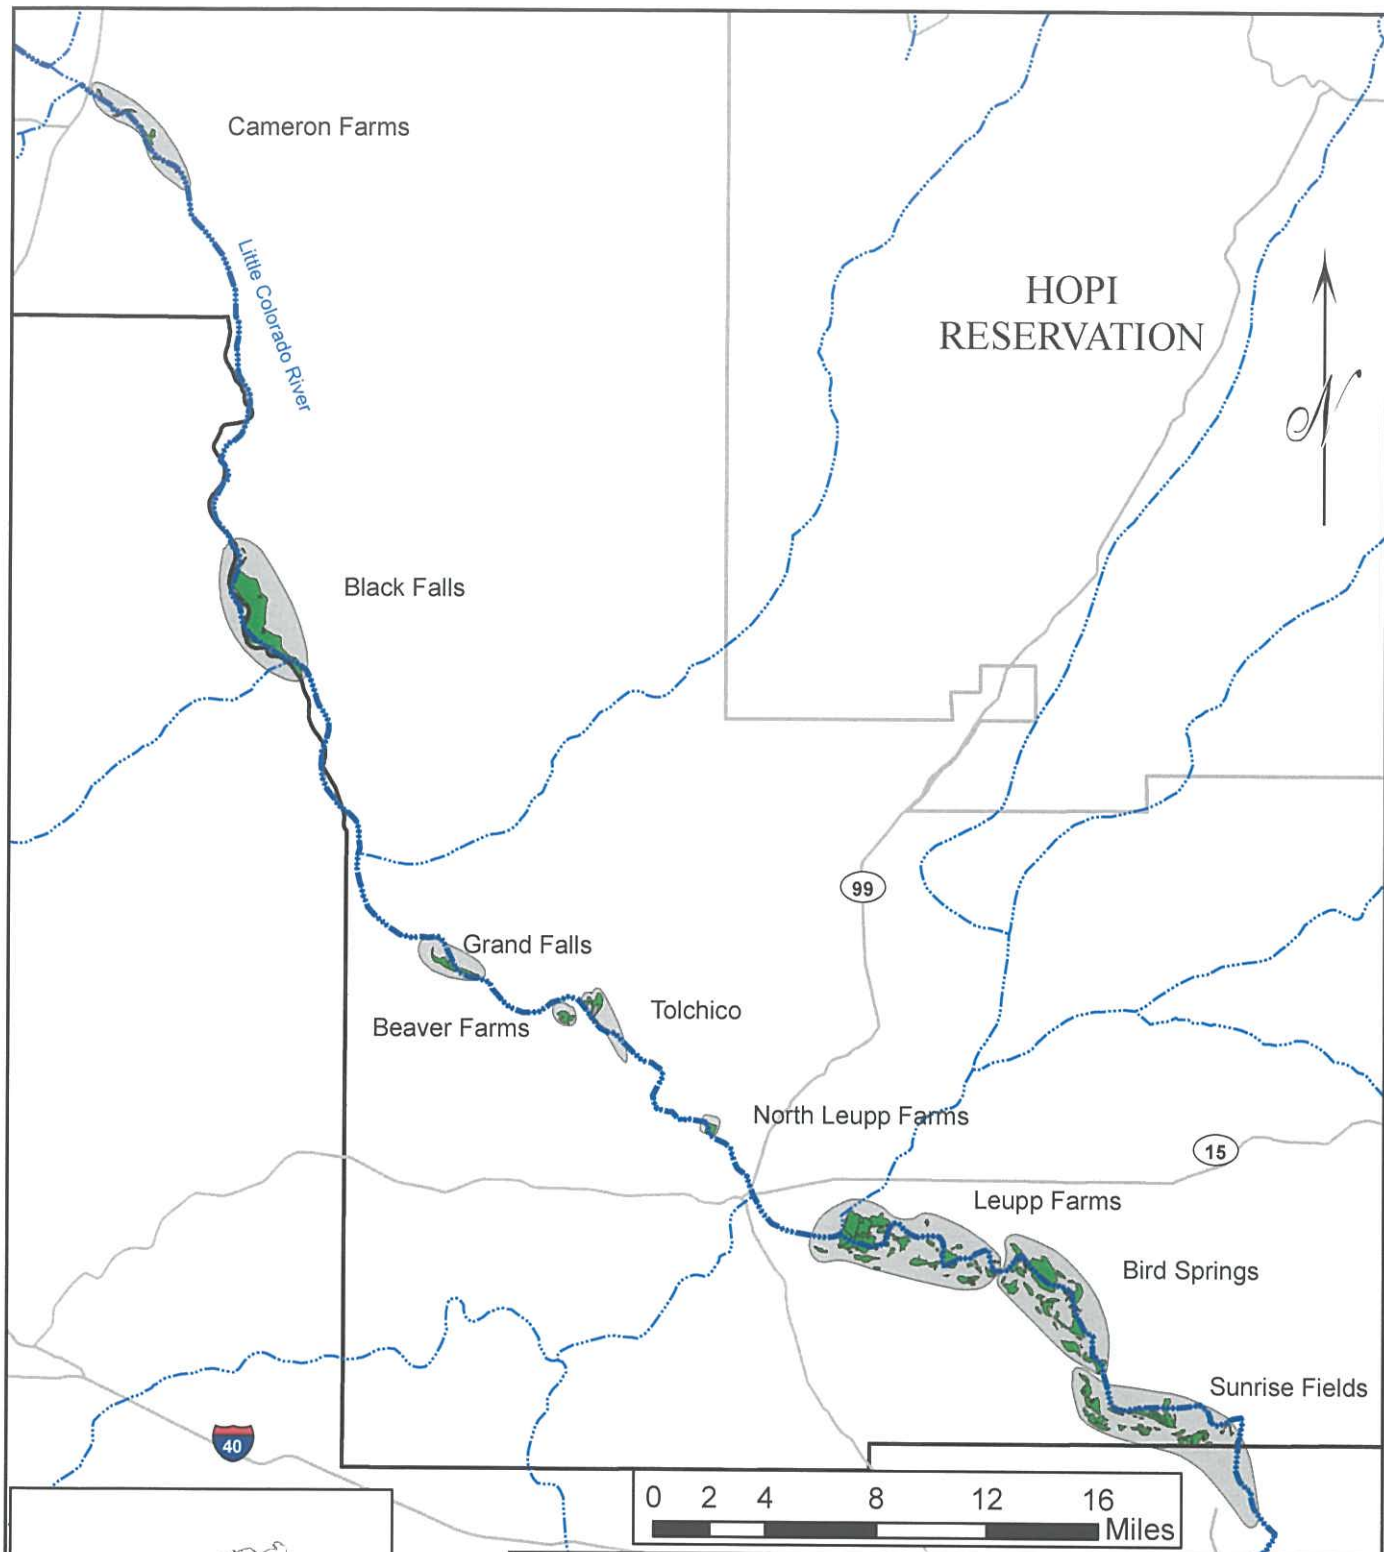 Cameron Farms
Little Colorado River
HOPI
RESERVATION
N
Black Falls
99
Grand Falls
Tolchico
Beaver Farms
North Leupp Farms
15
Leupp Farms
Bird Springs
Sunrise Fields
40
0 2 4 8 12 16
Miles